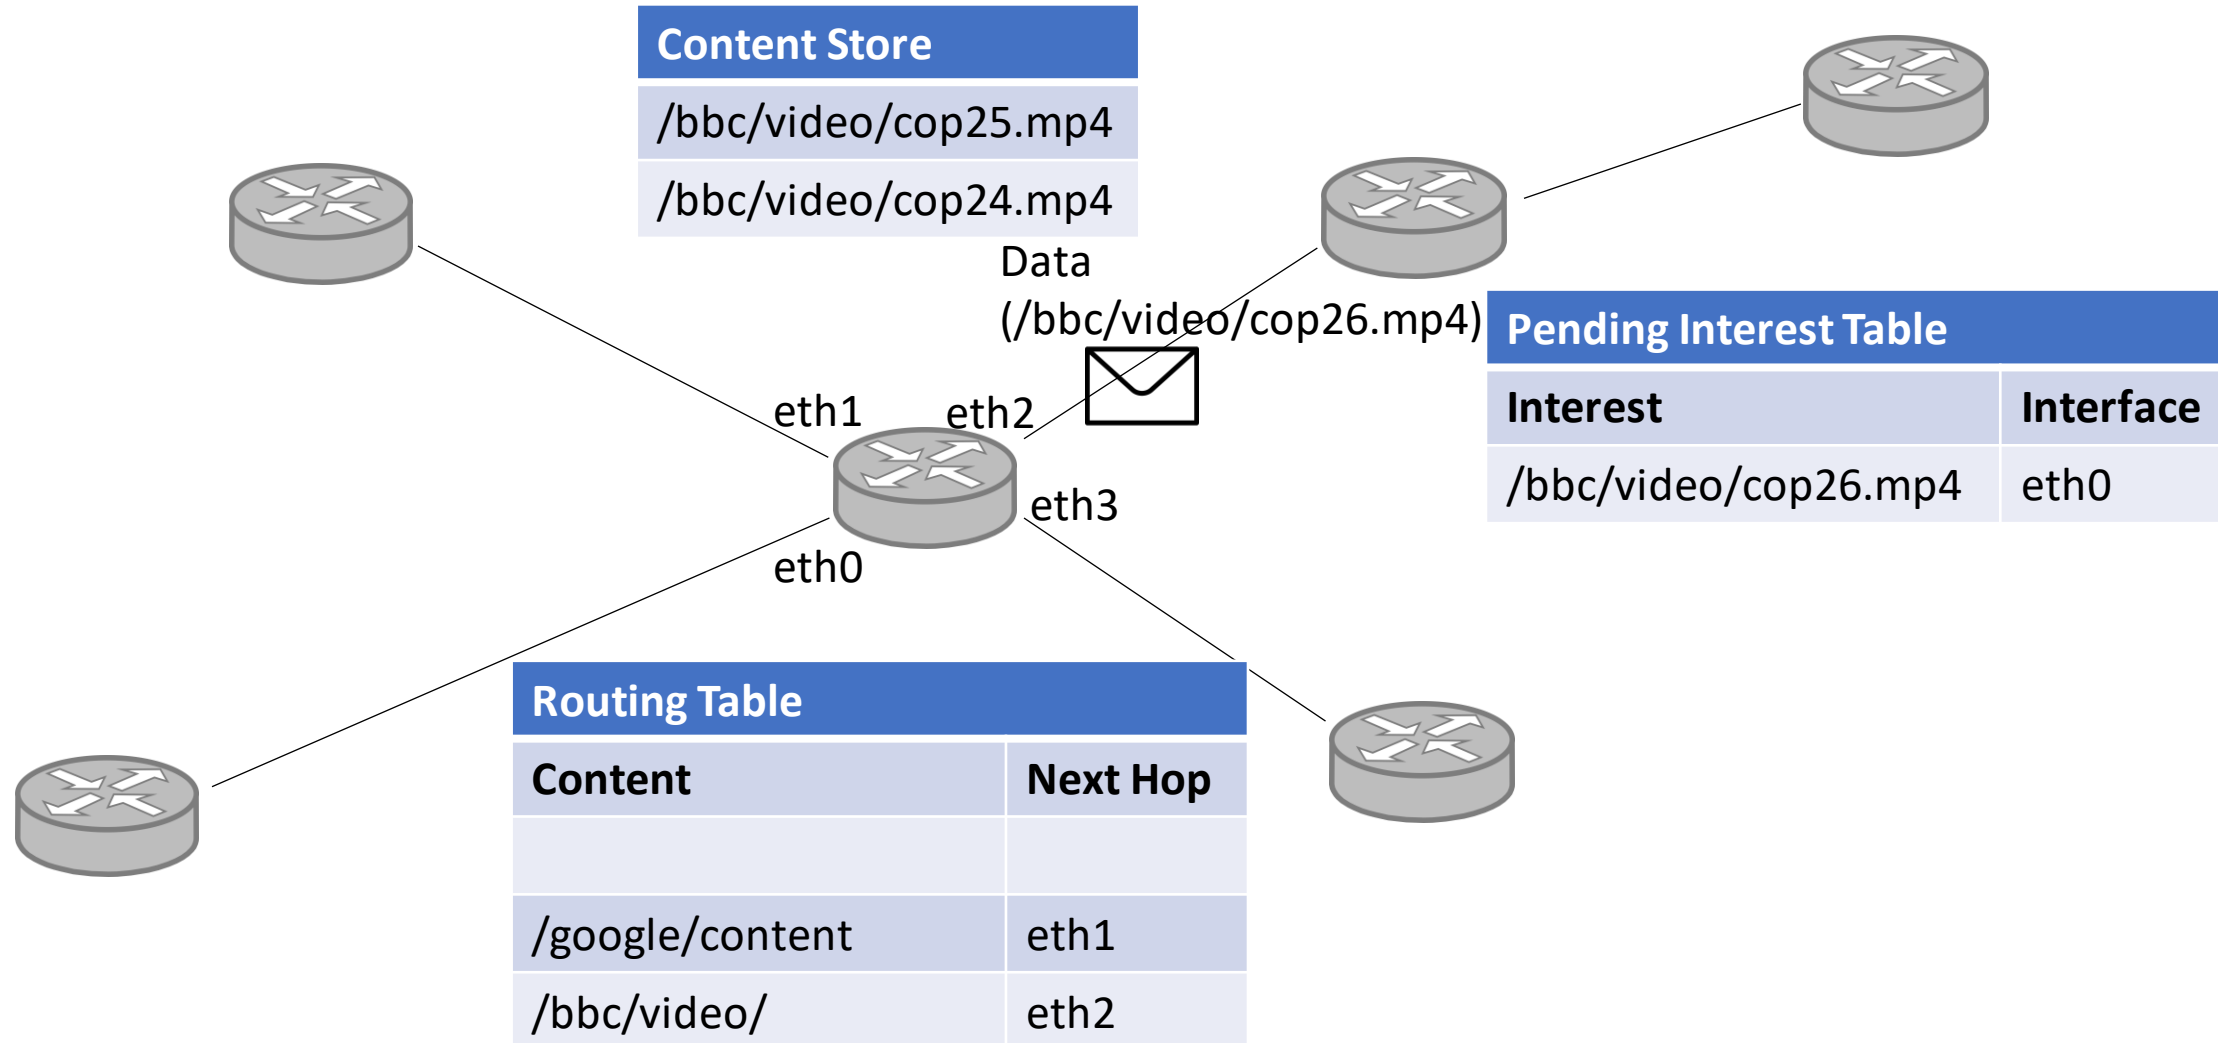 Content Store
/bbc/video/cop25.mp4
/bbc/video/cop24.mp4
Data
(/bbc/video/cop26.mp4)
Pending Interest Table
Interest Interface
/bbc/video/cop26.mp4 eth0
eth1 eth2
eth3
eth0
Routing Table
Content Next Hop
/google/content eth1
/bbc/video/ eth2